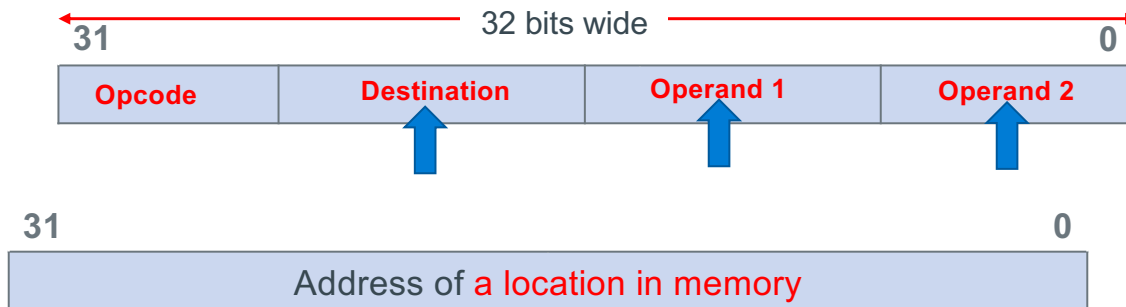 32 bits wide
31 0
Opcode Destination Operand 1 Operand 2
31 0
Address of a location in memory